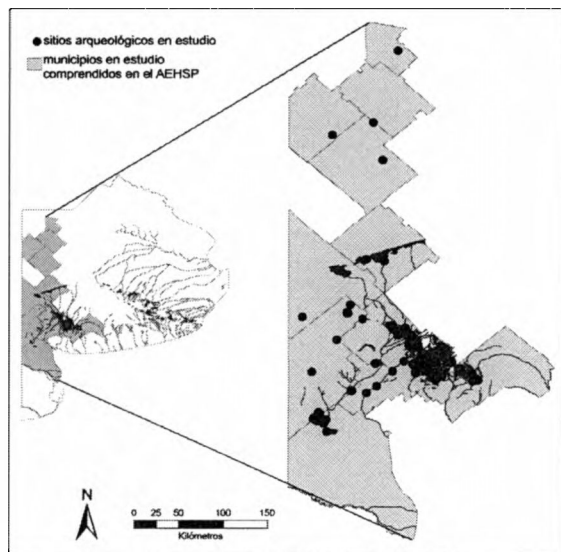 sitios arqueológicos en estudio
municipios en estudio
comprendidos en el AEHSP
N
0 25 50 100 150
Kilómetros